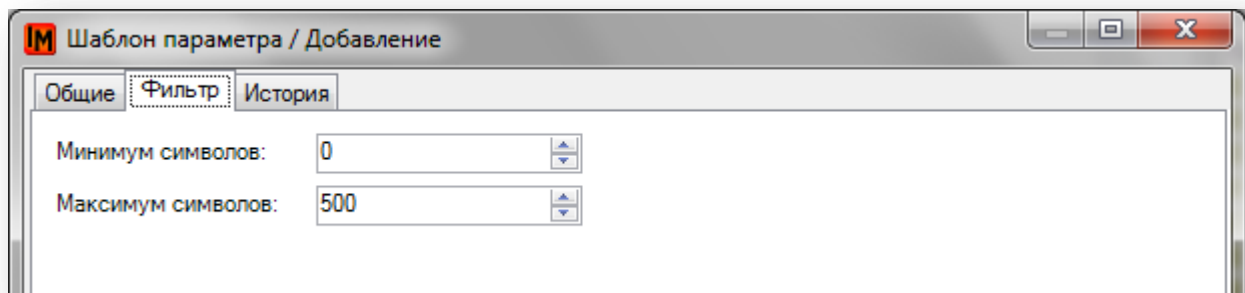 IM Шаблон параметра / Добавление
Общие Фильтр История
Минимум символов: 0
Максимум символов: 500